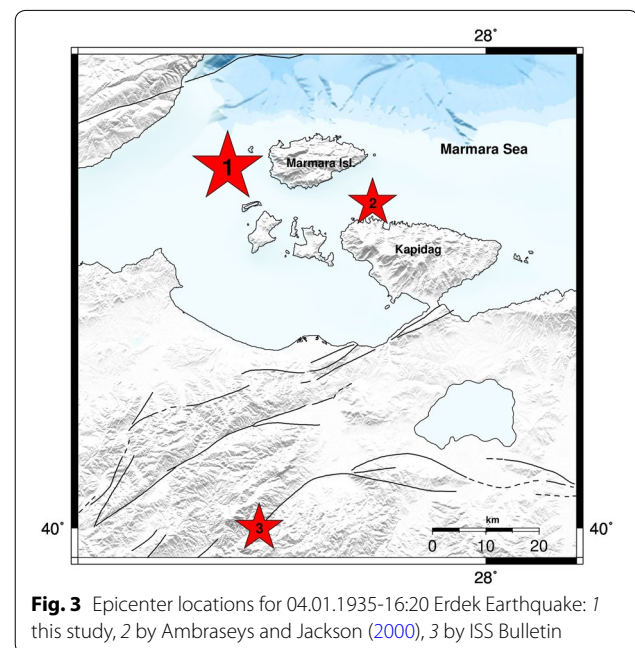 28°
Marmara Sea
1
Marmara Isl.
2
Kapidag
3
40°
40°
km
0 10 20
28°
Fig. 3 Epicenter locations for 04.01.1935-16:20 Erdek Earthquake: 1
this study, 2 by Ambraseys and Jackson (2000), 3 by ISS Bulletin